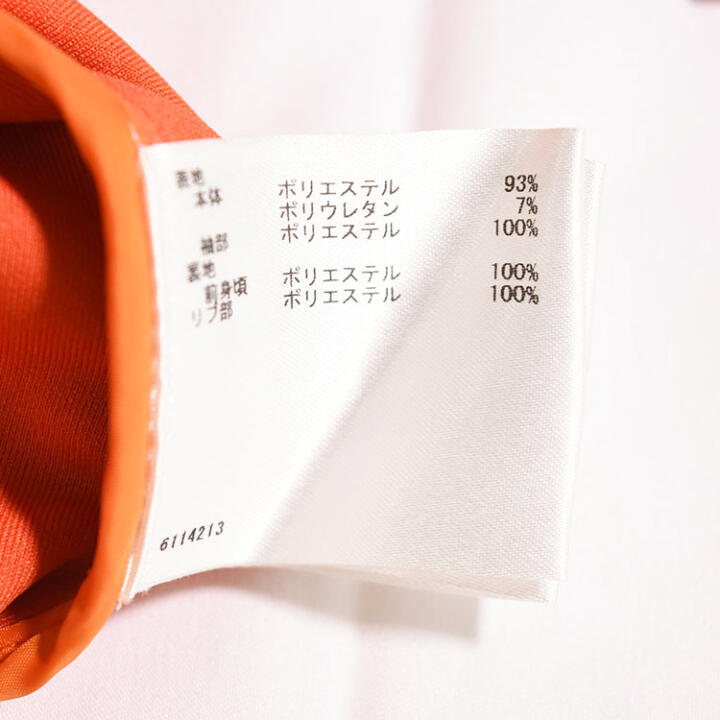 表地
本体 ポリエステル 93%
ポリウレタン 7%
袖部 ポリエステル 100%
裏地
前身頃 ポリエステル 100%
リブ部 ポリエステル 100%
6114213